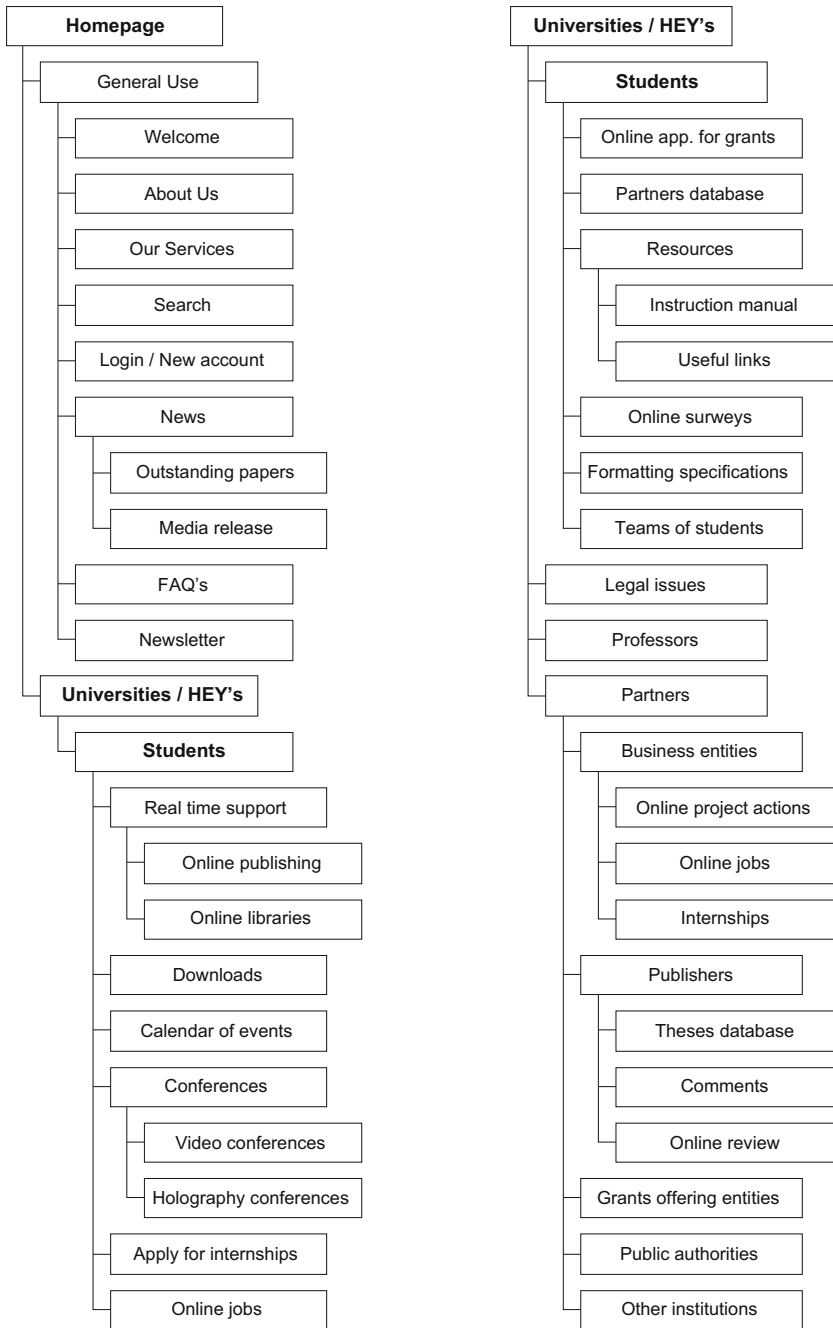 Homepage
General Use
Welcome
About Us
Our Services
Search
Login / New account
News
Outstanding papers
Media release
FAQ's
Newsletter
Universities / HEY's
Students
Real time support
Online publishing
Online libraries
Downloads
Calendar of events
Conferences
Video conferences
Holography conferences
Apply for internships
Online jobs
Universities / HEY's
Students
Online app. for grants
Partners database
Resources
Instruction manual
Useful links
Online surveys
Formatting specifications
Teams of students
Legal issues
Professors
Partners
Business entities
Online project actions
Online jobs
Internships
Publishers
Theses database
Comments
Online review
Grants offering entities
Public authorities
Other institutions